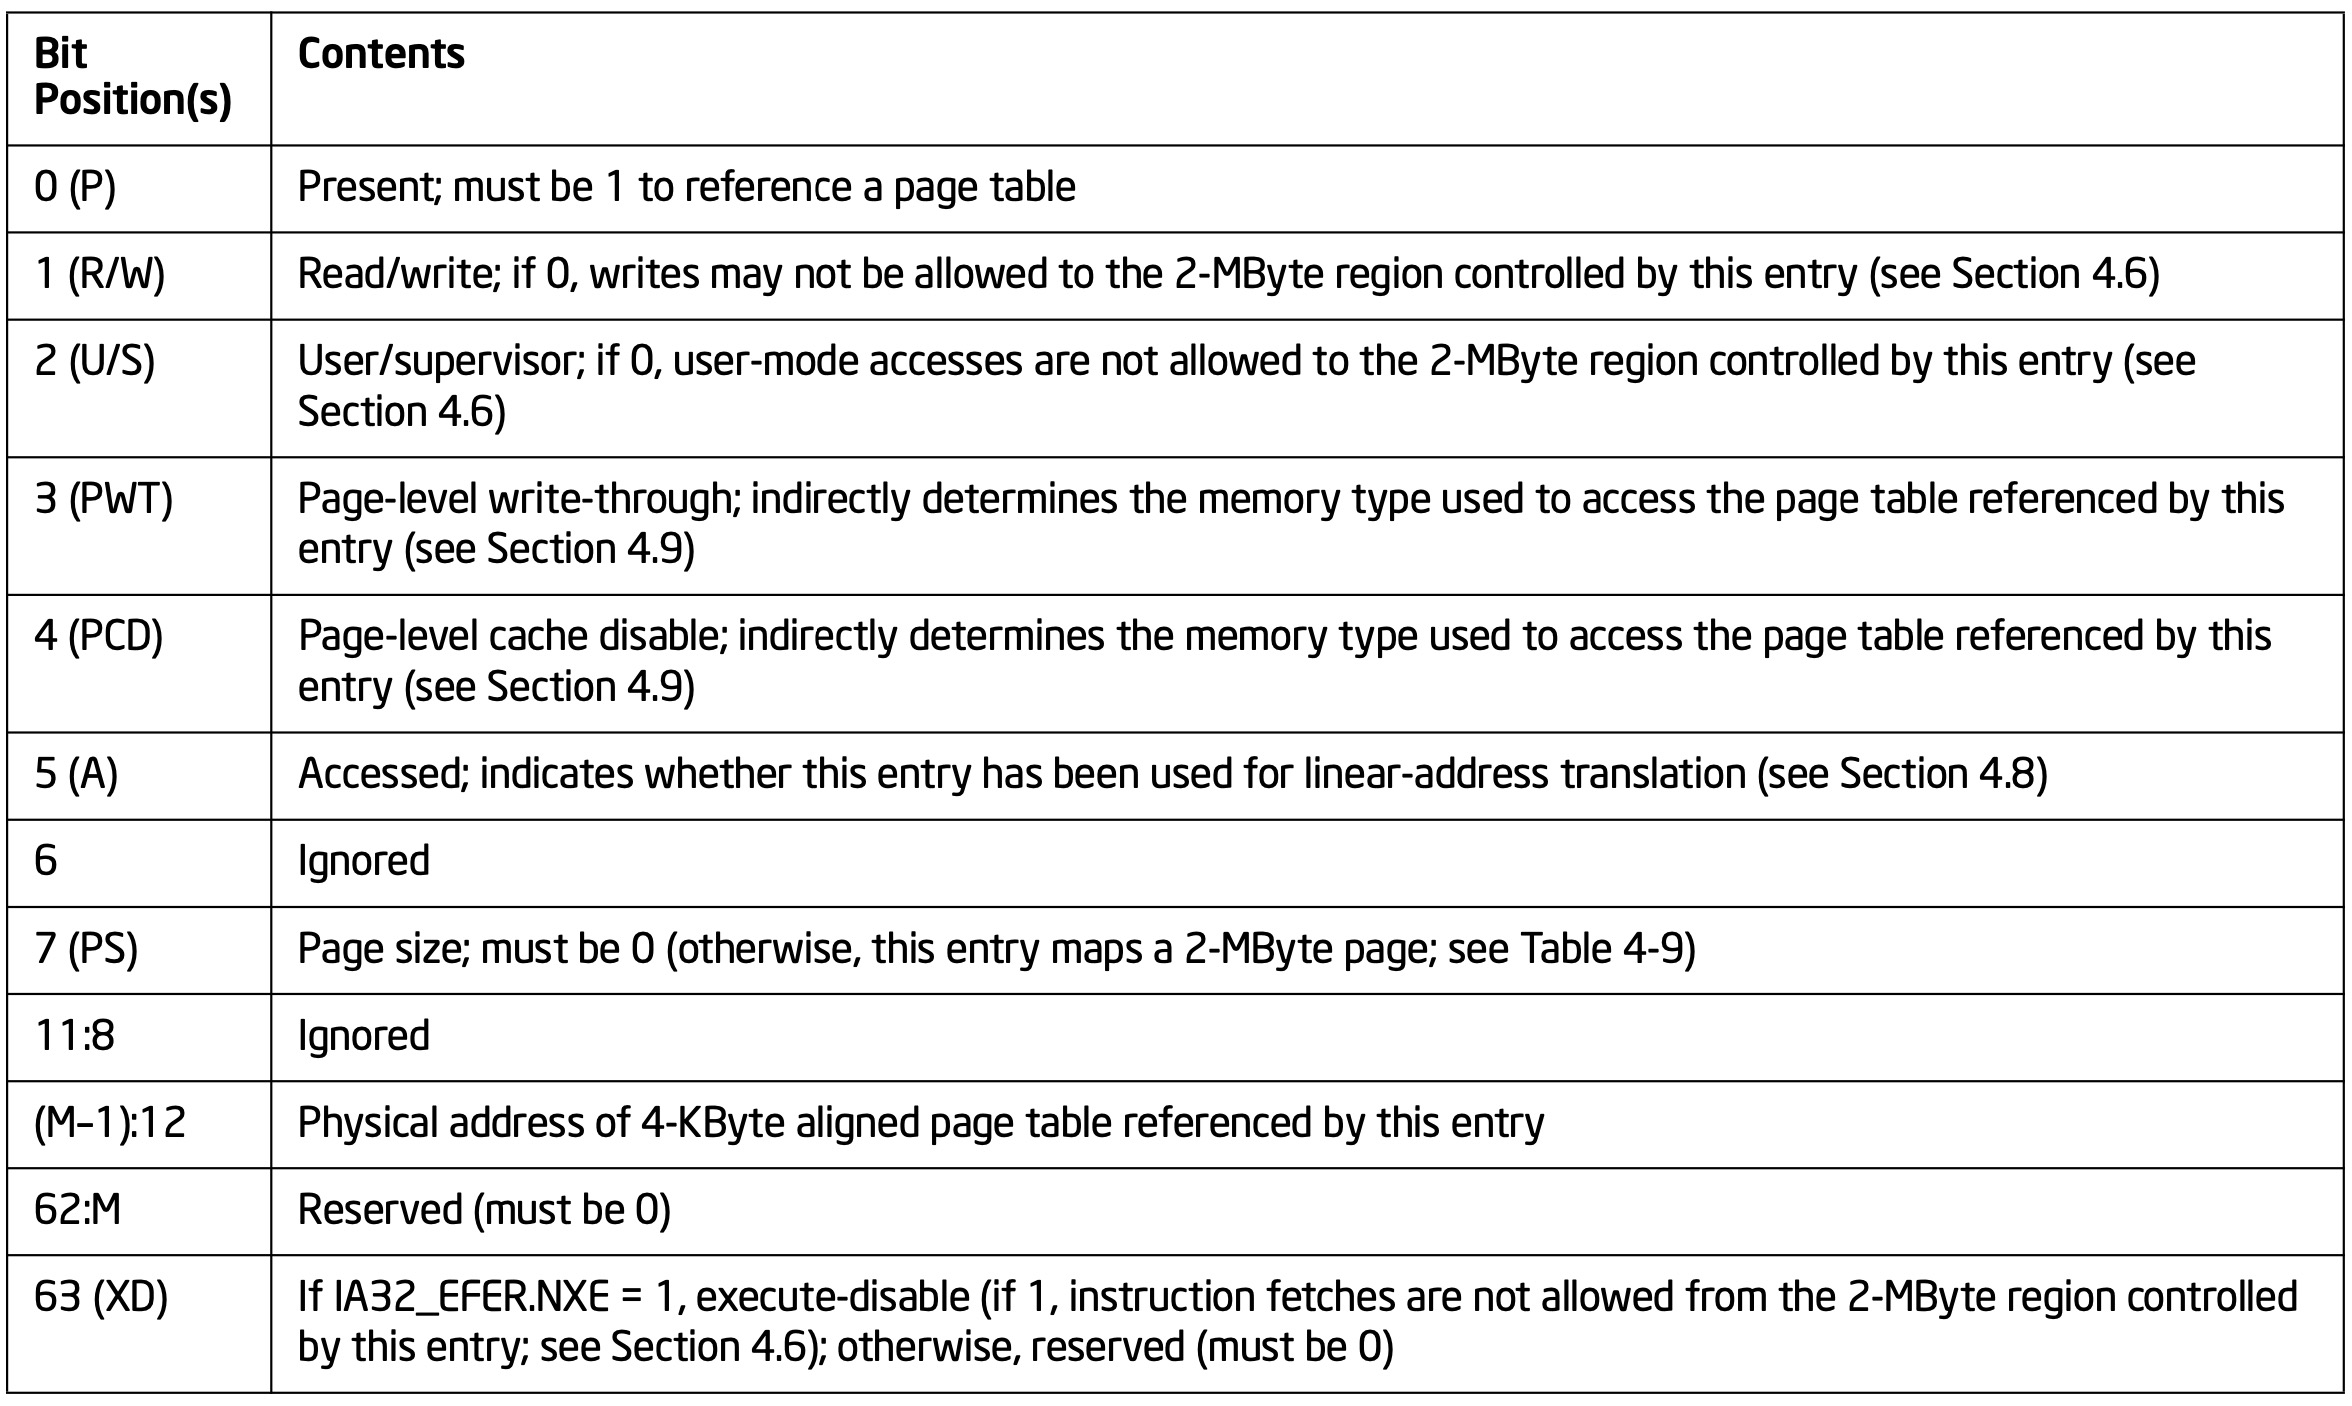 Bit
Position(s)
Contents
0 (P)
Present; must be 1 to reference a page table
1 (R/W)
Read/write; if 0, writes may not be allowed to the 2-MByte region controlled by this entry (see Section 4.6)
2 (U/S)
User/supervisor; if 0, user-mode accesses are not allowed to the 2-MByte region controlled by this entry (see
Section 4.6)
3 (PWT)
Page-level write-through; indirectly determines the memory type used to access the page table referenced by this
entry (see Section 4.9)
4 (PCD)
Page-level cache disable; indirectly determines the memory type used to access the page table referenced by this
entry (see Section 4.9)
5 (A)
Accessed; indicates whether this entry has been used for linear-address translation (see Section 4.8)
6
Ignored
7 (PS)
Page size; must be 0 (otherwise, this entry maps a 2-MByte page; see Table 4-9)
11:8
Ignored
(M–1):12
Physical address of 4-KByte aligned page table referenced by this entry
62:M
Reserved (must be 0)
63 (XD)
If IA32_EFER.NXE = 1, execute-disable (if 1, instruction fetches are not allowed from the 2-MByte region controlled
by this entry; see Section 4.6); otherwise, reserved (must be 0)